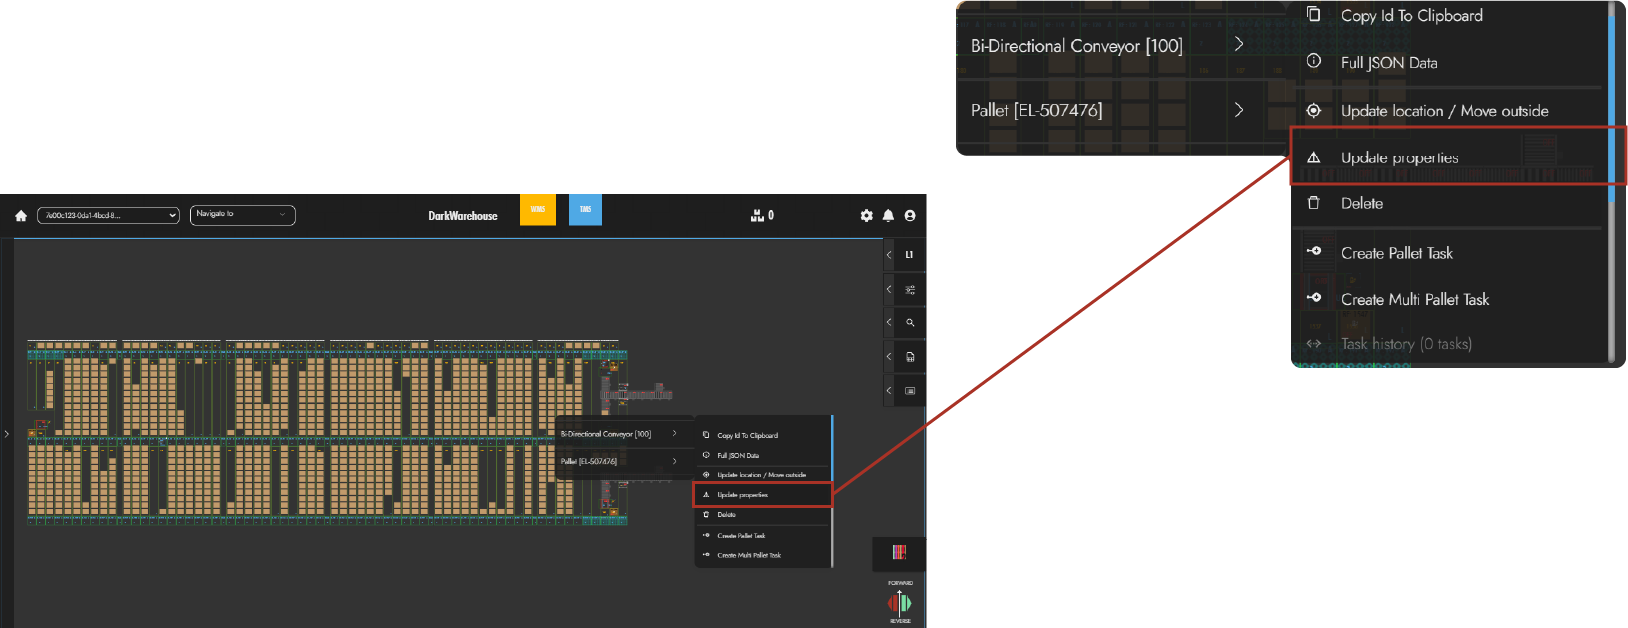 Copy Id To Clipboard
Bi-Directional Conveyor [100]
Full JSON Data
Pallet [EL-507476]
Update location / Move outside
Update properties
Delete
Create Pallet Task
Create Multi Pallet Task
Task history (0 tasks)
7e00c123-0da1-4bcd-8...
Navigate to
DarkWarehouse
WMS
TMS
0
L1
Bi-Directional Conveyor [100]
Pallet [EL-507476]
Copy Id To Clipboard
Full JSON Data
Update location / Move outside
Update properties
Delete
Create Pallet Task
Create Multi Pallet Task
FORWARD
REVERSE